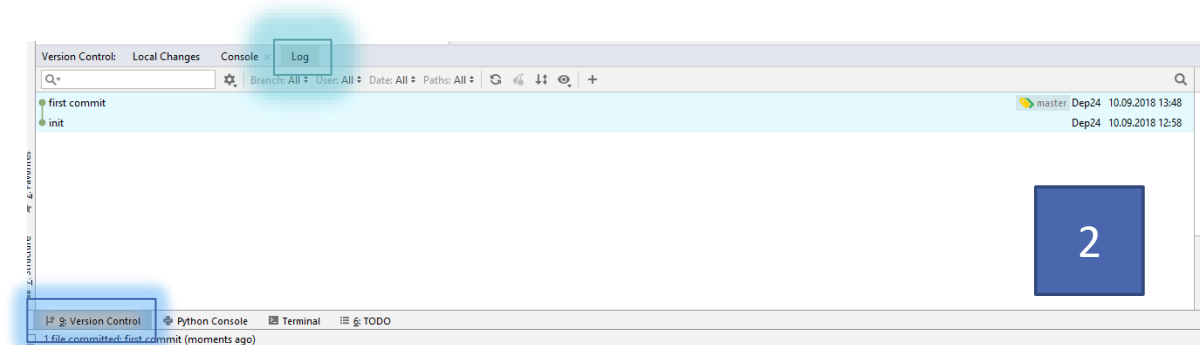 Version Control: Local Changes Console × Log
Branch: All User: All Date: All Paths: All
first commit master Dep24 10.09.2018 13:48
init Dep24 10.09.2018 12:58
2
9: Version Control Python Console Terminal 6: TODO
1 file committed: first commit (moments ago)